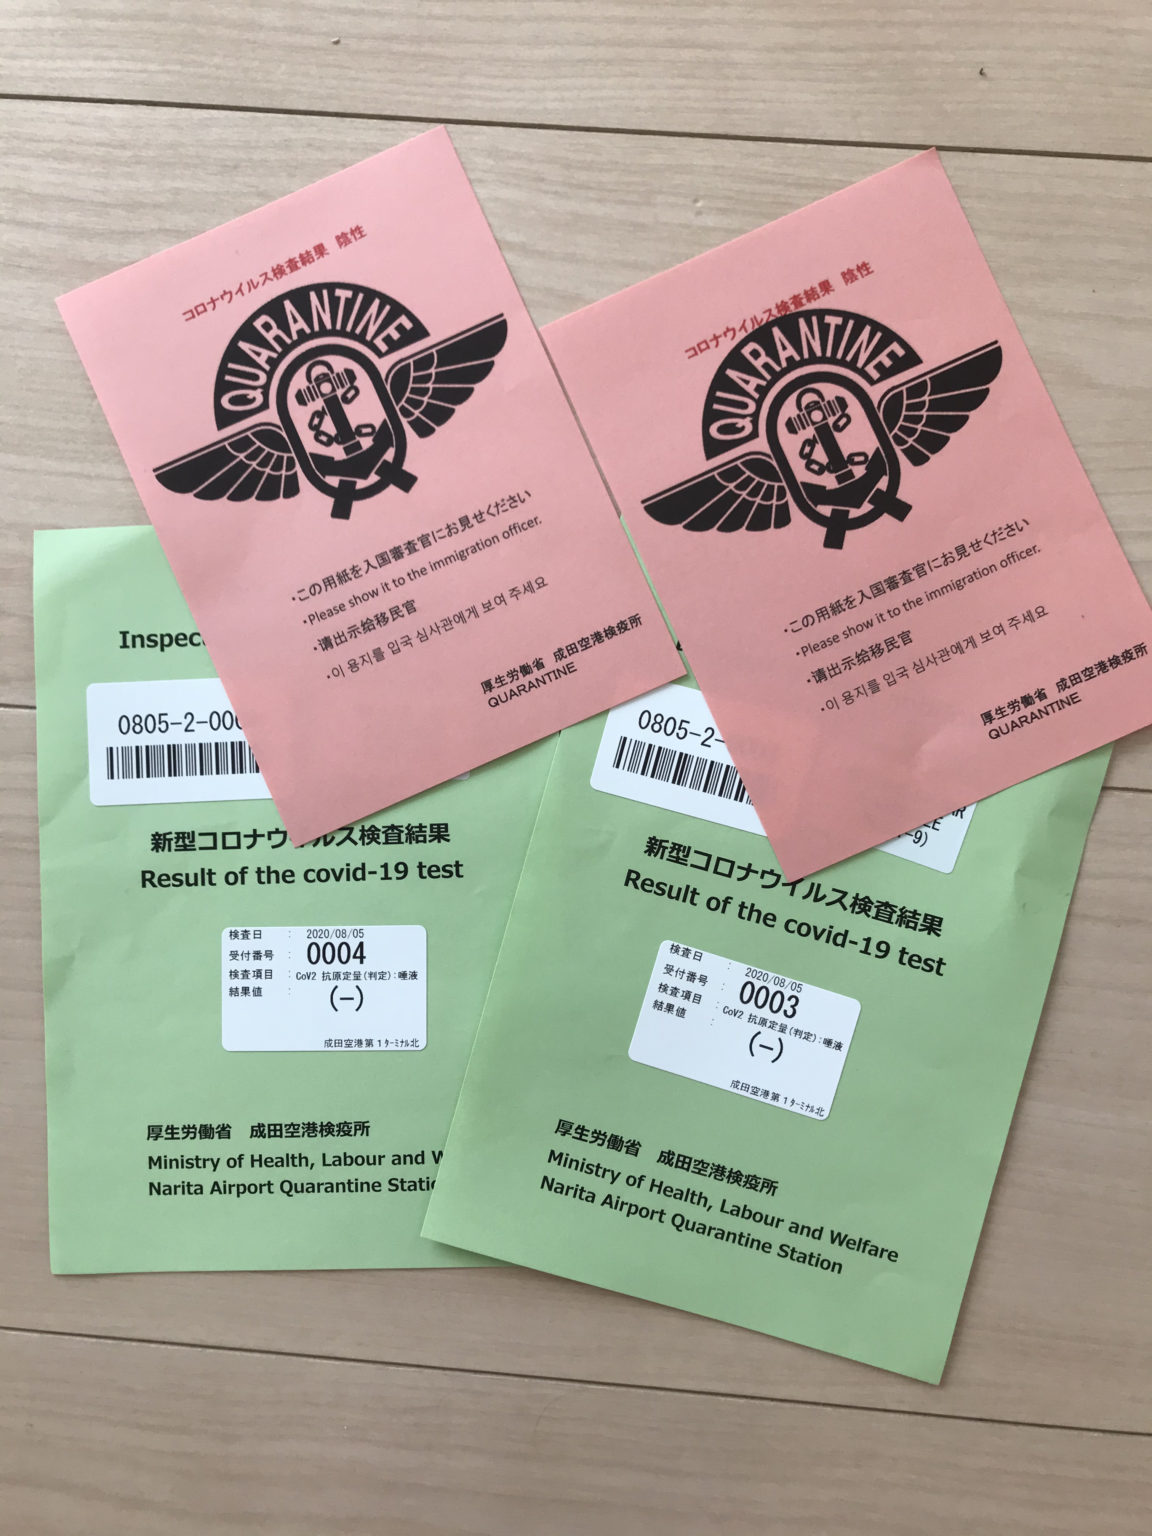 コロナウイルス検査結果 陰性
QUARANTINE
・この用紙を入国審査官にお見せください
・Please show it to the immigration officer.
・请出示给移民官
・이 용지를 입국 심사관에게 보여 주세요
厚生労働省 成田空港検疫所
QUARANTINE
コロナウイルス検査結果 陰性
QUARANTINE
・この用紙を入国審査官にお見せください
・Please show it to the immigration officer.
・请出示给移民官
・이 용지를 입국 심사관에게 보여 주세요
厚生労働省 成田空港検疫所
QUARANTINE
0805-2-
新型コロナウイルス検査結果
Result of the covid-19 test
検査日 : 2020/08/05
受付番号 : 0004
検査項目 : CoV2 抗原定量(判定):唾液
結果値 : (-)
成田空港第1ターミナル北
厚生労働省 成田空港検疫所
Ministry of Health, Labour and
Narita Airport Quarantine
0805-2-
新型コロナウイルス検査結果
Result of the covid-19 test
検査日 : 2020/08/05
受付番号 : 0003
検査項目 : CoV2 抗原定量(判定):唾液
結果値 : (-)
成田空港第1ターミナル北
厚生労働省 成田空港検疫所
Ministry of Health, Labour and Welfare
Narita Airport Quarantine Station